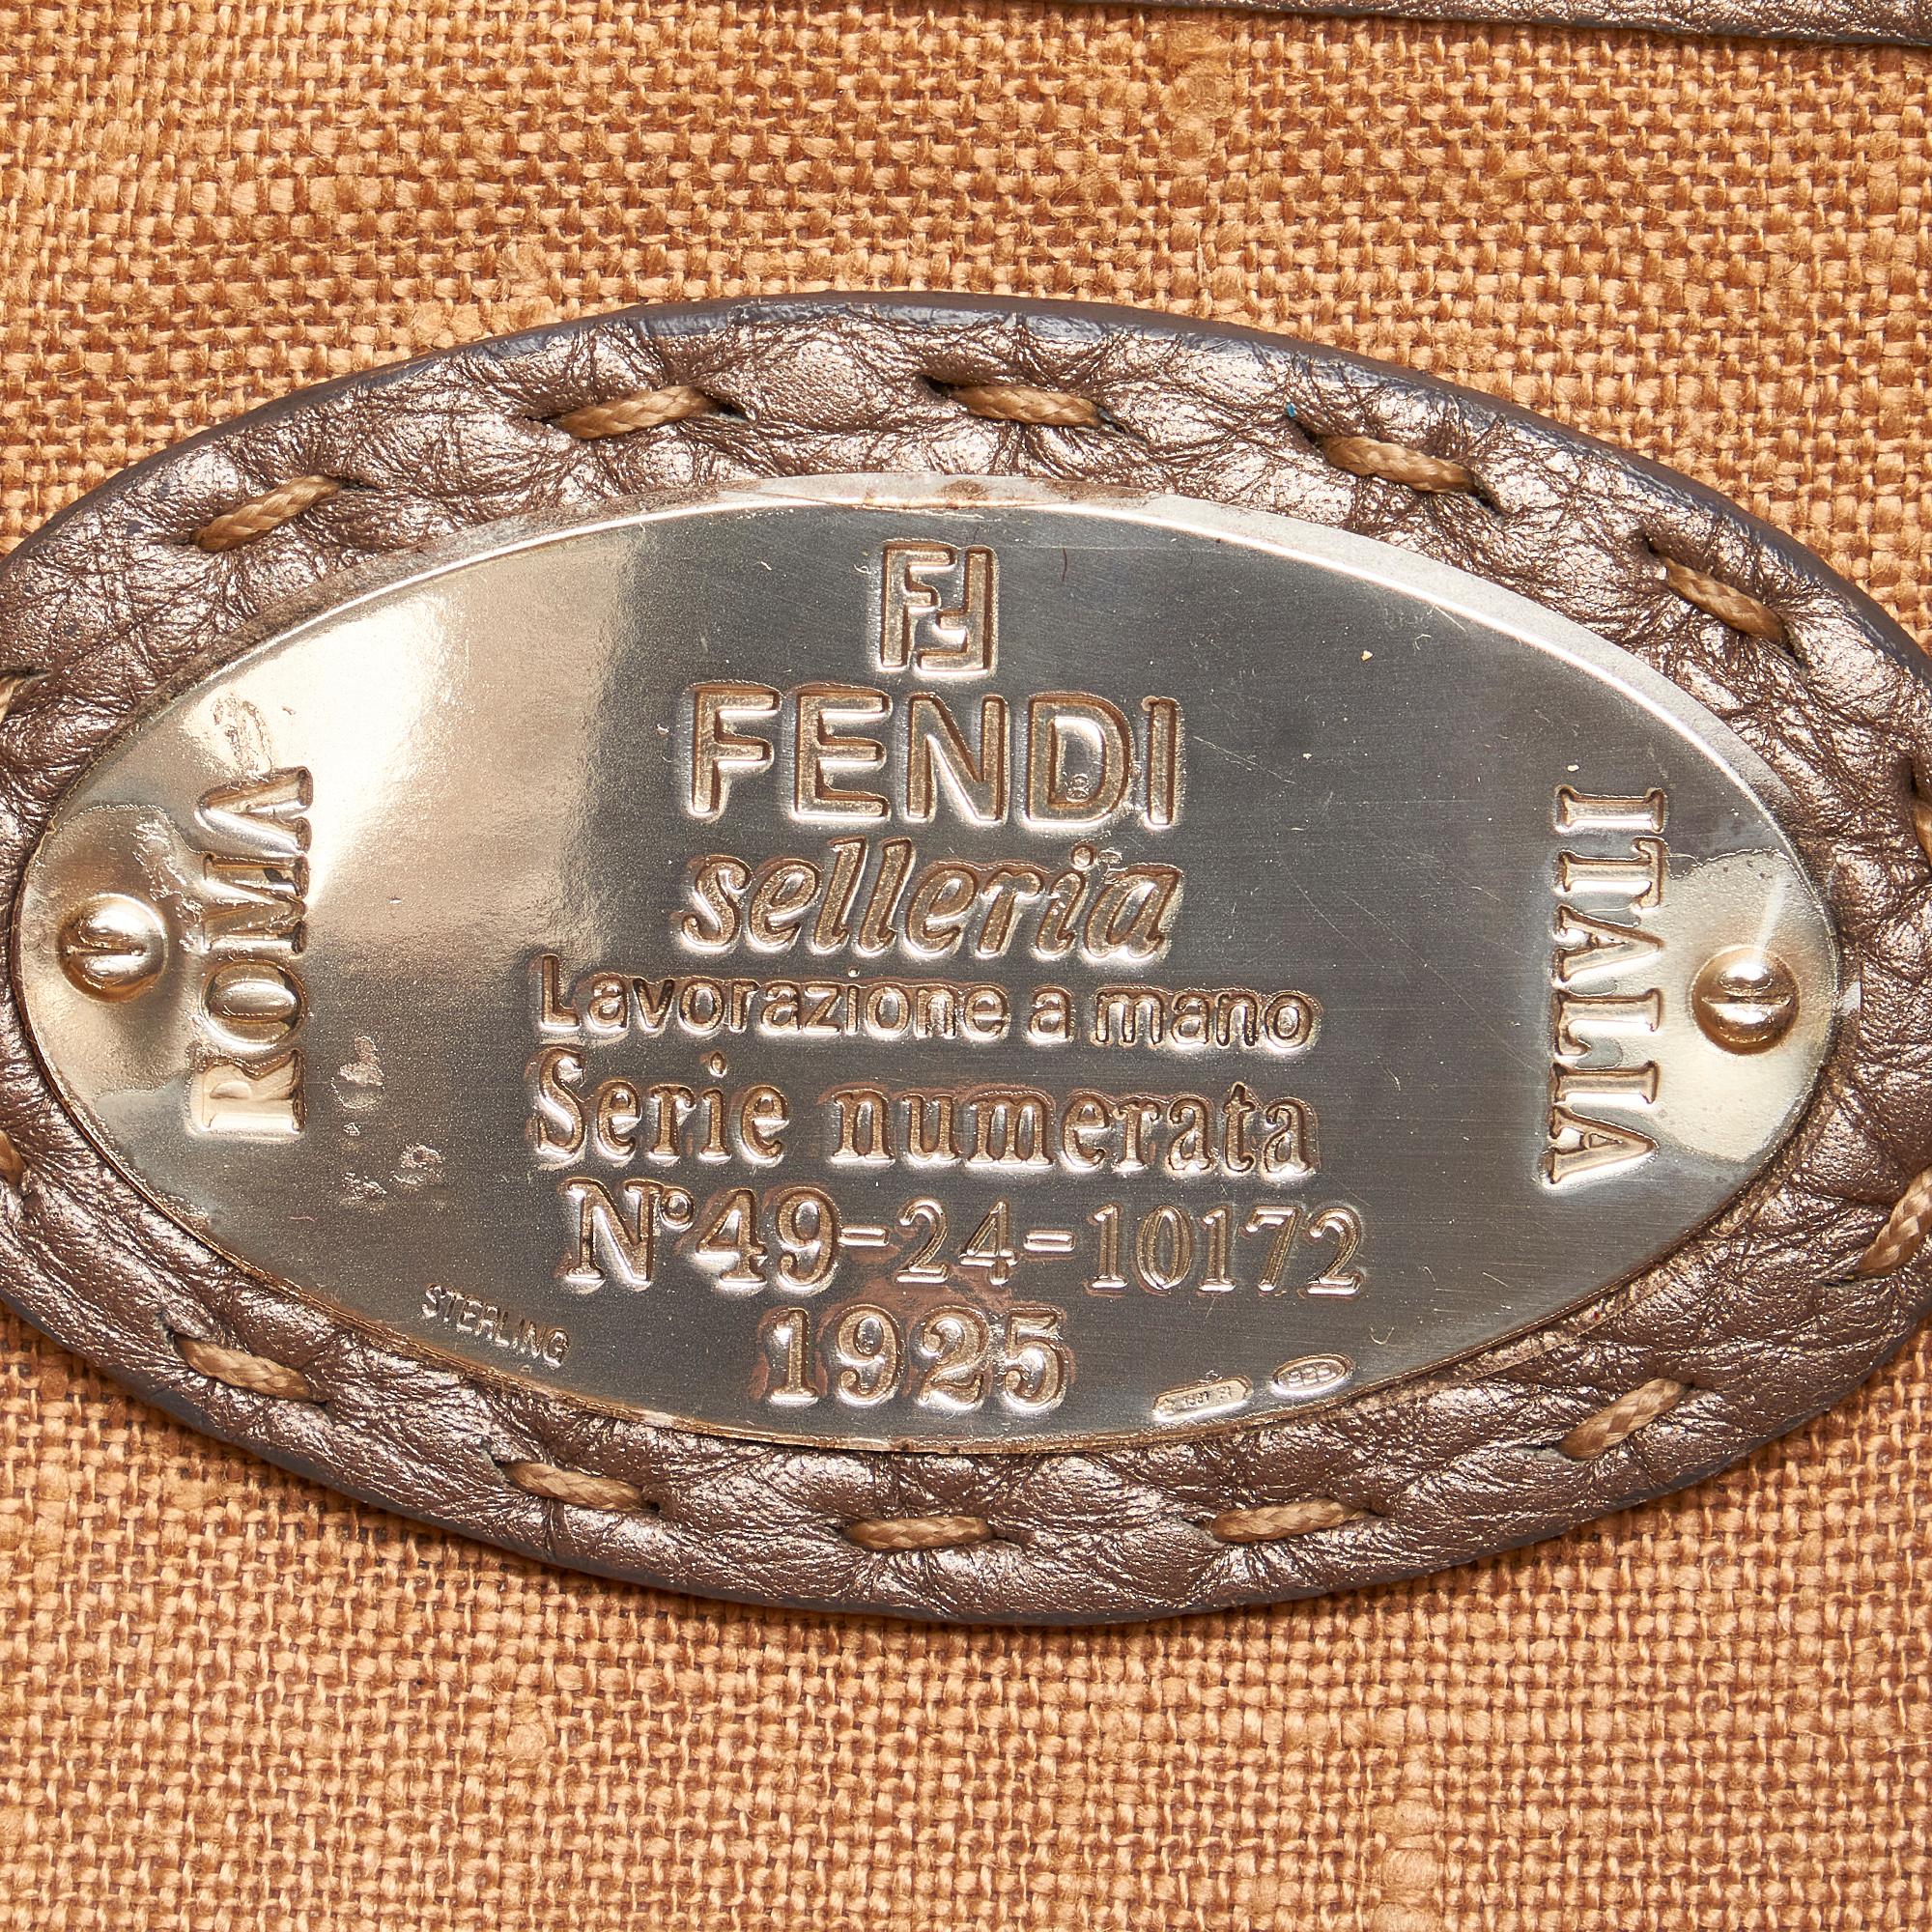 FF
FENDI
selleria
Lavorazione a mano
Serie numerata
N° 49-24-10172
1925
ROMA
ITALIA
STERLING